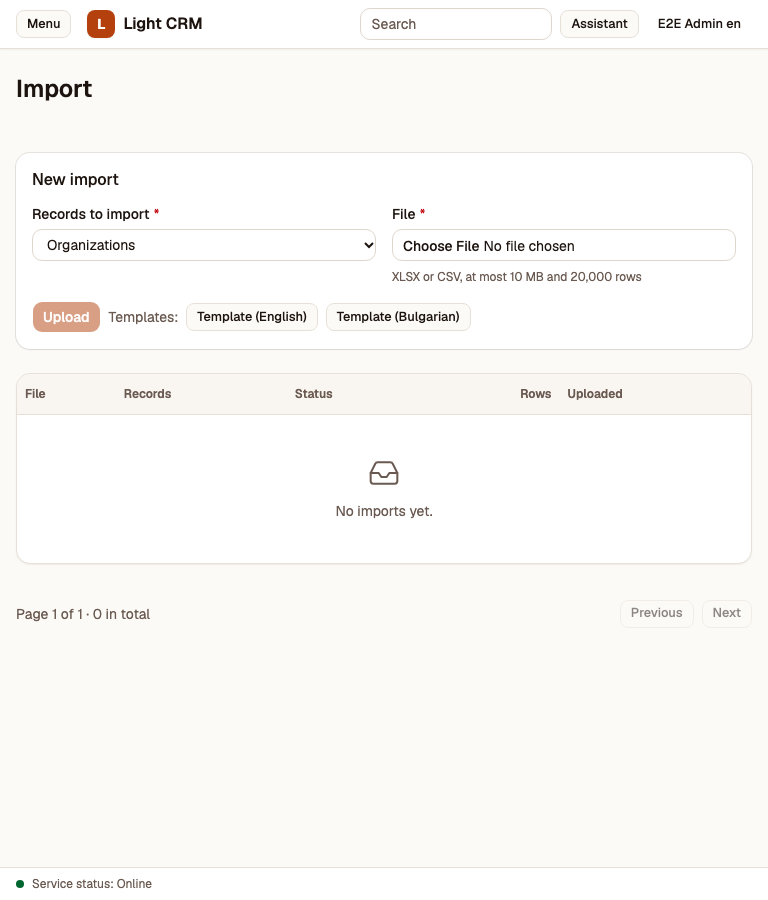 Menu L Light CRM Search Assistant E2E Admin en
Import
New import
Records to import * File *
Organizations Choose File No file chosen
XLSX or CSV, at most 10 MB and 20,000 rows
Upload Templates: Template (English) Template (Bulgarian)
File Records Status Rows Uploaded
No imports yet.
Page 1 of 1 · 0 in total Previous Next
Service status: Online